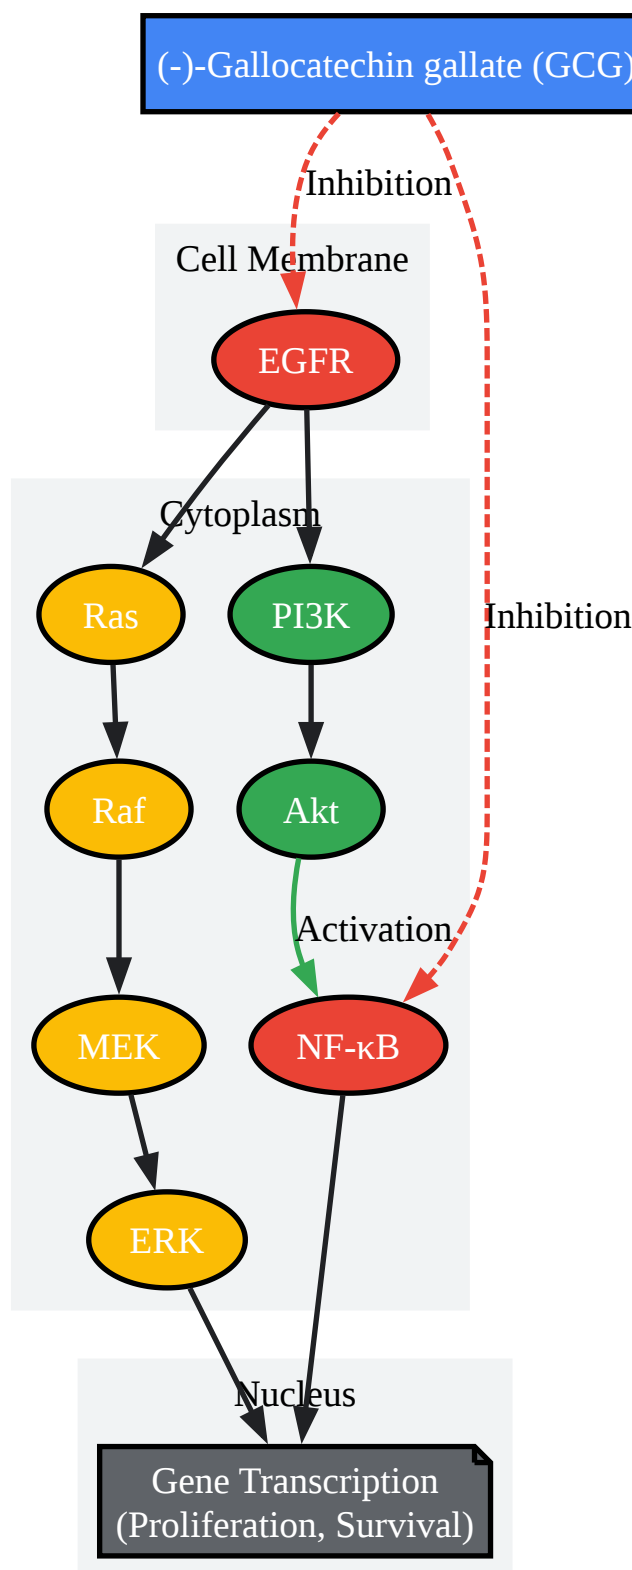 (-)-Gallocatechin gallate (GCG)
Inhibition
Cell Membrane
EGFR
Cytoplasm
Ras
PI3K
Inhibition
Raf
Akt
Activation
MEK
NF-κB
ERK
Nucleus
Gene Transcription
(Proliferation, Survival)